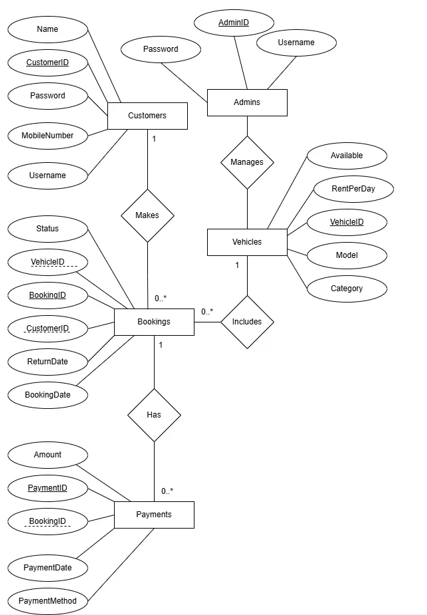 AdminID
Name
Password
Username
CustomerID
Password
Admins
Customers
MobileNumber
1
Available
Manages
Username
RentPerDay
Makes
VehicleID
Status
Vehicles
Model
VehicleID
1
Category
BookingID
0..*
0..*
CustomerID
Bookings
Includes
1
ReturnDate
BookingDate
Has
Amount
PaymentID
0..*
BookingID
Payments
PaymentDate
PaymentMethod